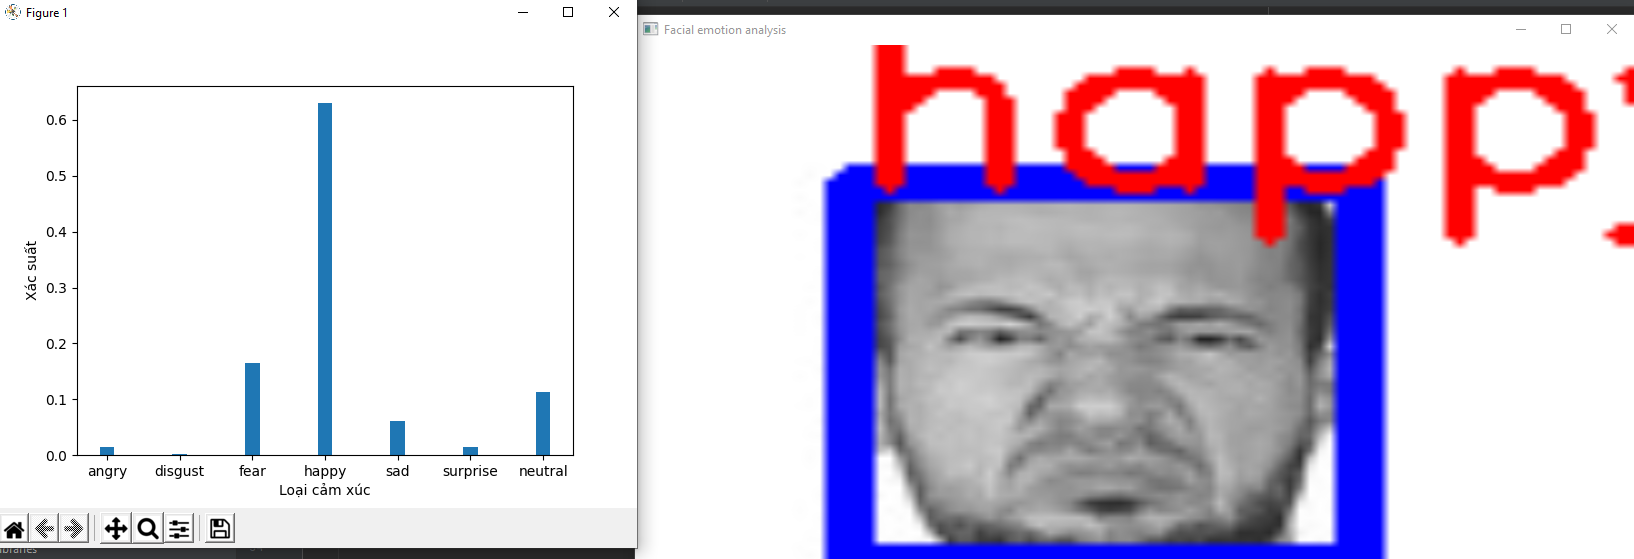 Figure 1
Facial emotion analysis
happy
0.6
0.5
0.4
0.3
0.2
0.1
0.0
Xác suất
angry disgust fear happy sad surprise neutral
Loại cảm xúc